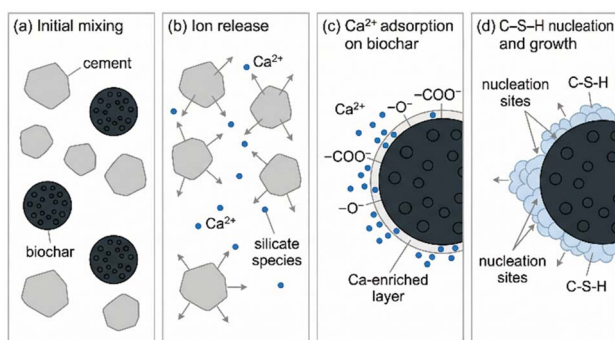 (a) Initial mixing
cement
biochar
(b) Ion release
Ca²⁺
Ca²⁺
silicate
species
(c) Ca²⁺ adsorption
on biochar
–COO⁻
–O⁻
Ca²⁺
–COO⁻
–O⁻
Ca-enriched
layer
(d) C–S–H nucleation
and growth
nucleation
sites
C-S-H
nucleation
sites
C-S-H